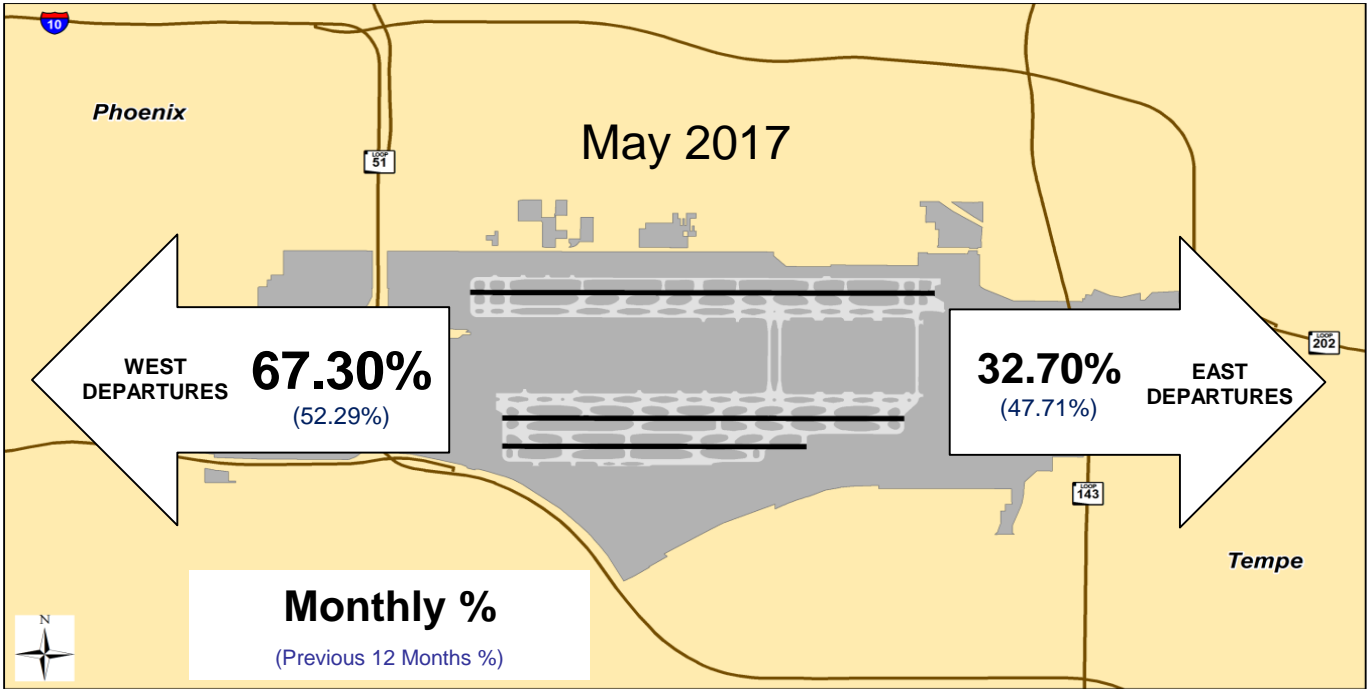 10
Phoenix
May 2017
LOOP
51
WEST
DEPARTURES
67.30%
(52.29%)
32.70%
(47.71%)
EAST
DEPARTURES
LOOP
202
LOOP
143
Tempe
Monthly %
(Previous 12 Months %)
N